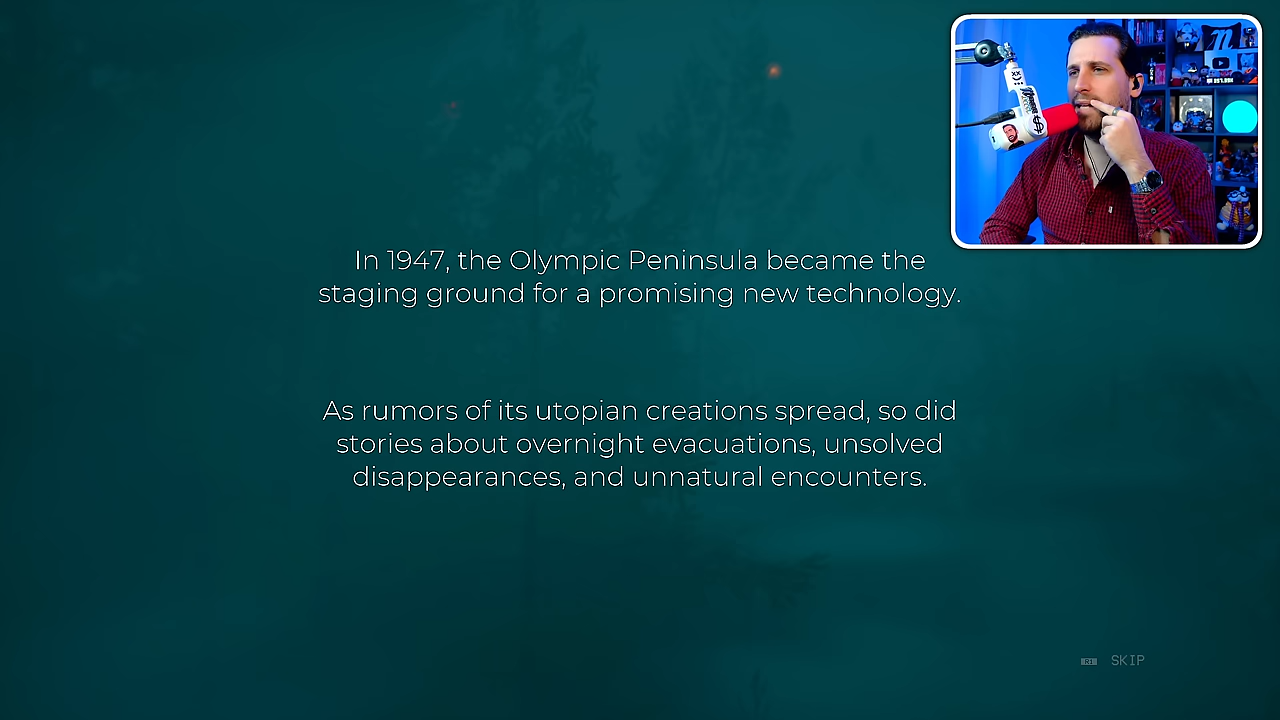 In 1947, the Olympic Peninsula became the
staging ground for a promising new technology.
As rumors of its utopian creations spread, so did
stories about overnight evacuations, unsolved
disappearances, and unnatural encounters.
R1 SKIP